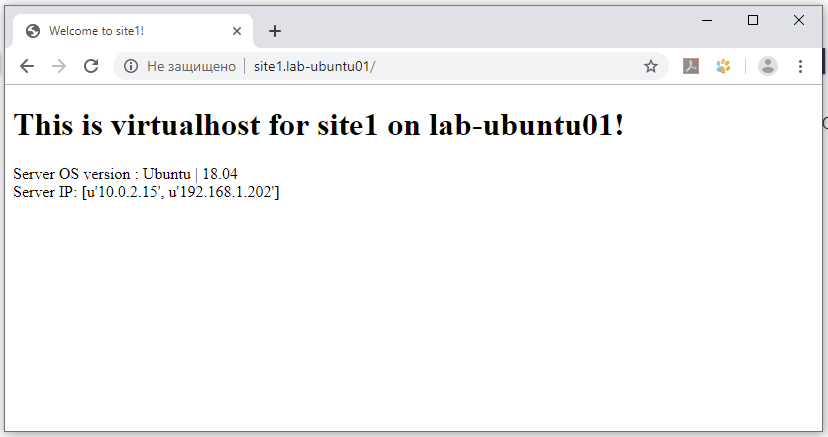 Welcome to site1!
Не защищено
site1.lab-ubuntu01/
This is virtualhost for site1 on lab-ubuntu01!
Server OS version : Ubuntu | 18.04
Server IP: [u'10.0.2.15', u'192.168.1.202']